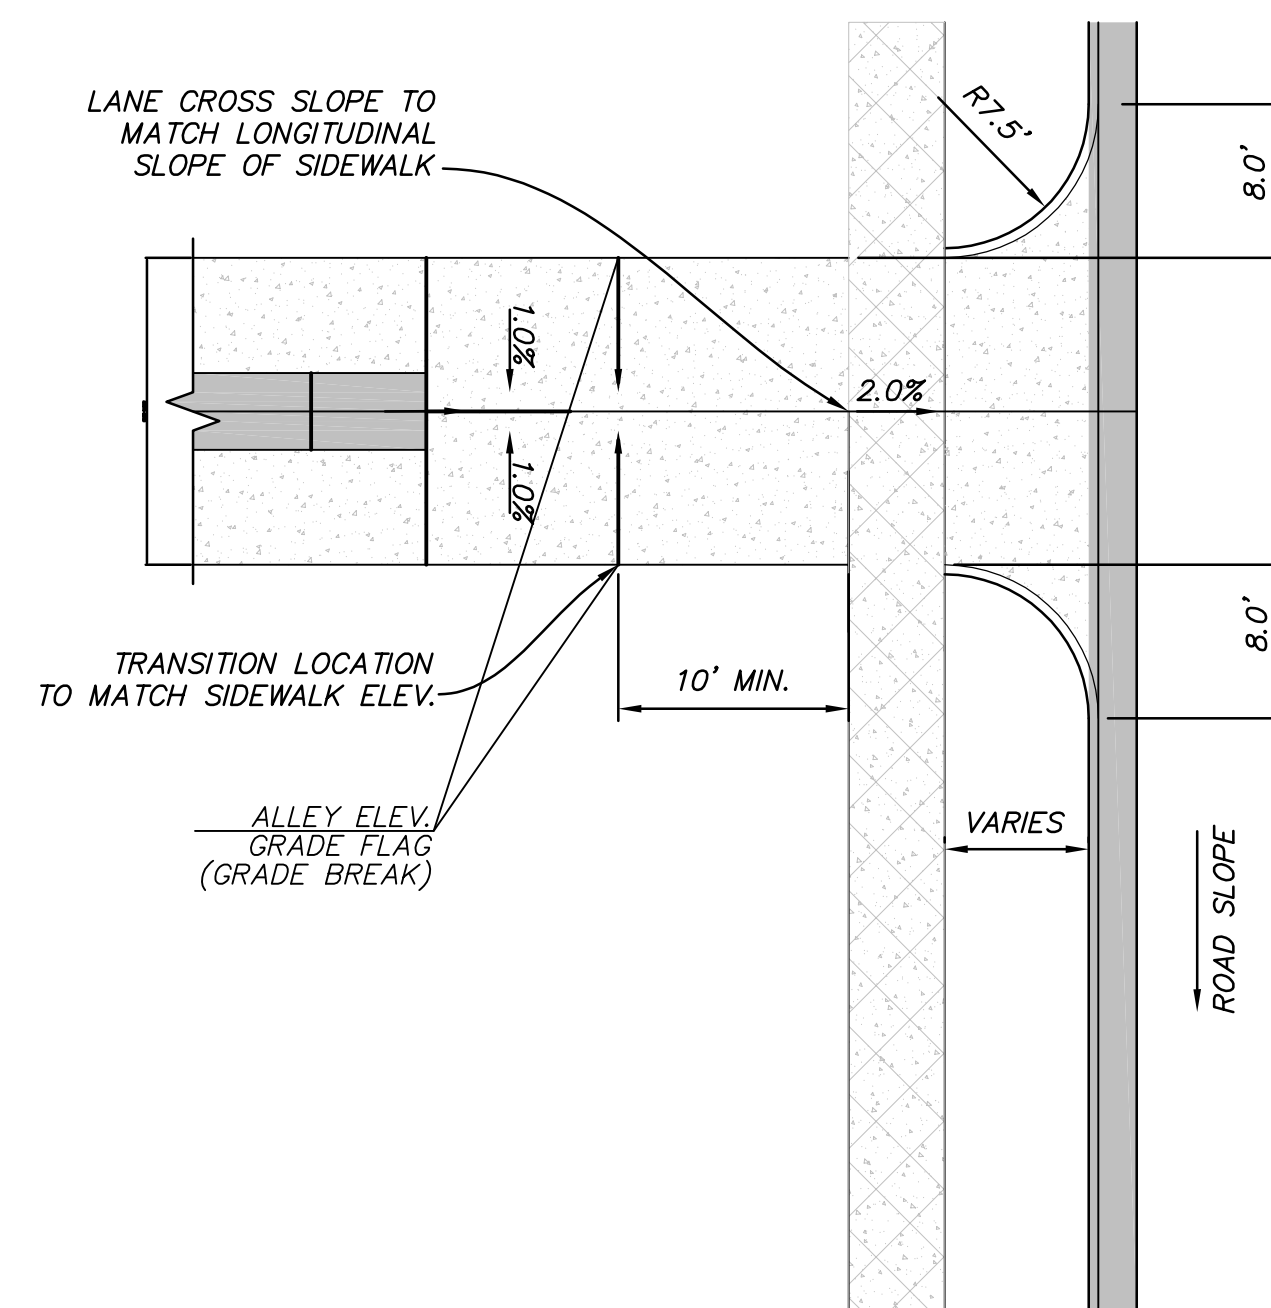 LANE CROSS SLOPE TO
MATCH LONGITUDINAL
SLOPE OF SIDEWALK
R7.5'
8.0'
1.0%
2.0%
1.0%
TRANSITION LOCATION
TO MATCH SIDEWALK ELEV.
10' MIN.
8.0'
ALLEY ELEV.
GRADE FLAG
(GRADE BREAK)
VARIES
ROAD SLOPE